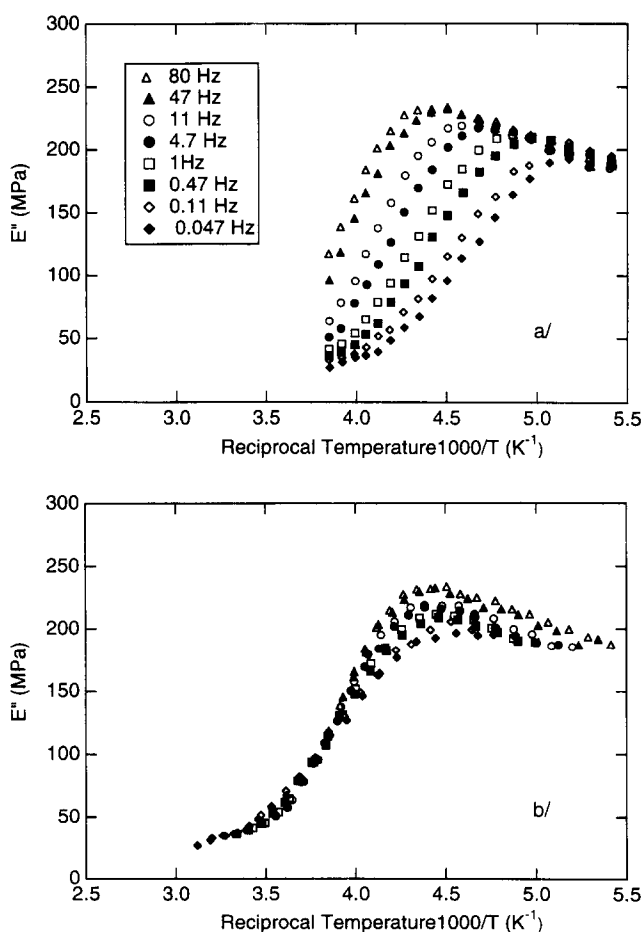 300
250
200
150
100
50
0
E" (MPa)
80 Hz
47 Hz
11 Hz
4.7 Hz
1Hz
0.47 Hz
0.11 Hz
0.047 Hz
a/
2.5 3.0 3.5 4.0 4.5 5.0 5.5
Reciprocal Temperature1000/T (K⁻¹)
300
250
200
150
100
50
0
E" (MPa)
b/
2.5 3.0 3.5 4.0 4.5 5.0 5.5
Reciprocal Temperature1000/T (K⁻¹)